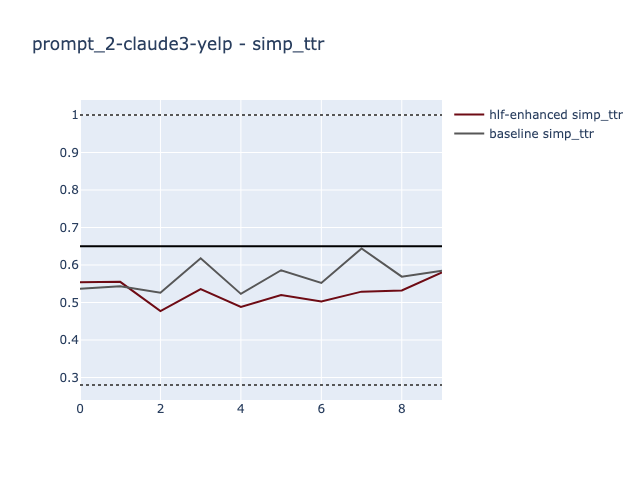 prompt_2-claude3-yelp - simp_ttr
hlf-enhanced simp_ttr
baseline simp_ttr
1
0.9
0.8
0.7
0.6
0.5
0.4
0.3
0 2 4 6 8